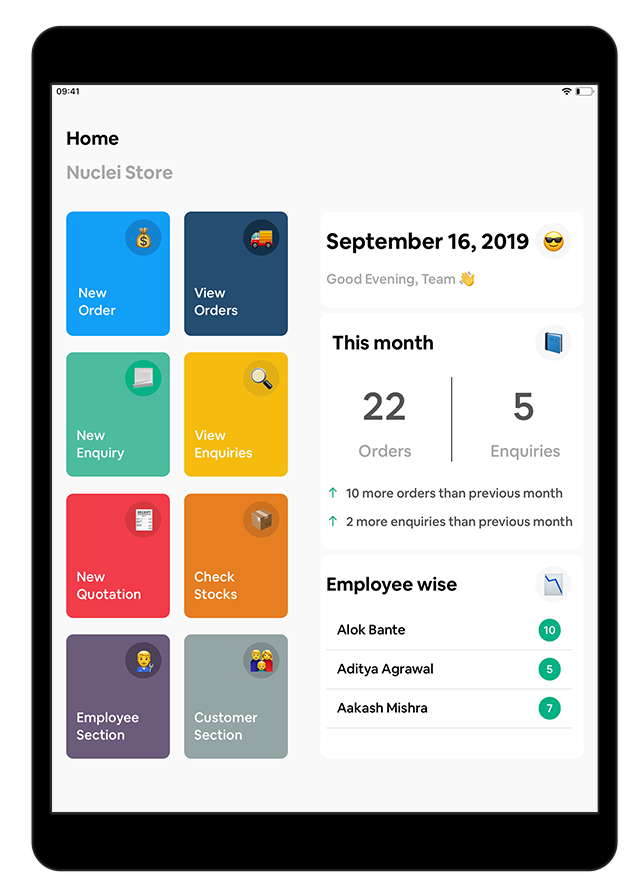 09:41
Home
Nuclei Store
New
Order
View
Orders
New
Enquiry
View
Enquiries
RECEIPT
New
Quotation
Check
Stocks
Employee
Section
Customer
Section
September 16, 2019 😎
Good Evening, Team 👋
This month
22
Orders
5
Enquiries
↑ 10 more orders than previous month
↑ 2 more enquiries than previous month
Employee wise
Alok Bante 10
Aditya Agrawal 5
Aakash Mishra 7